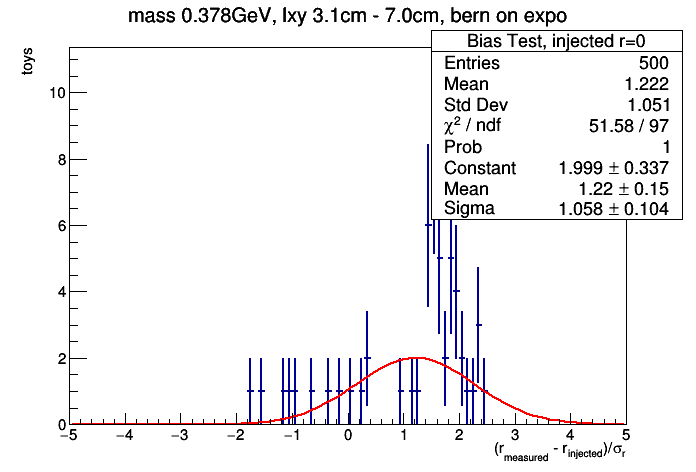 mass 0.378GeV, lxy 3.1cm - 7.0cm, bern on expo
toys
Bias Test, injected r=0
Entries 500
Mean 1.222
Std Dev 1.051
χ² / ndf 51.58 / 97
Prob 1
Constant 1.999 ± 0.337
Mean 1.22 ± 0.15
Sigma 1.058 ± 0.104
10
8
6
4
2
0
−5 −4 −3 −2 −1 0 1 2 3 4 5
(r_measured - r_injected)/σ_r